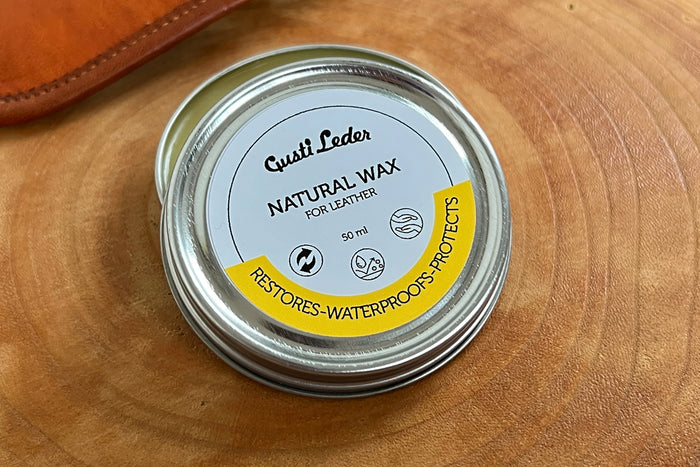 Gusti Leder
NATURAL WAX
FOR LEATHER
50 ml
RESTORES-WATERPROOFS-PROTECTS